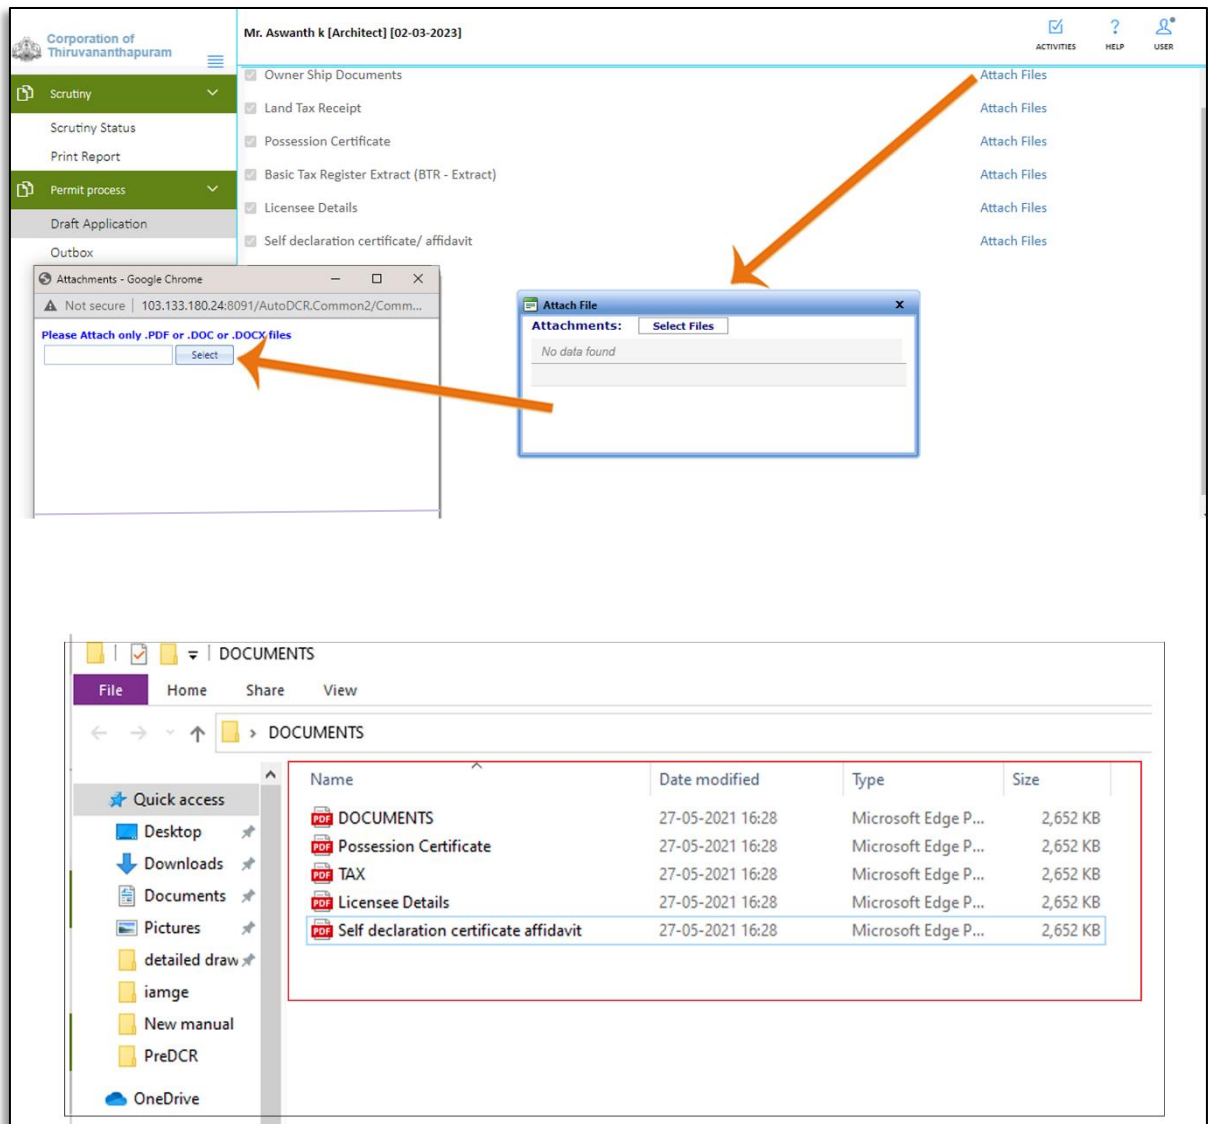 Corporation of
Thiruvananthapuram
Mr. Aswanth k [Architect] [02-03-2023]
ACTIVITIES
?
HELP
USER
Scrutiny
Scrutiny Status
Print Report
Permit process
Draft Application
Outbox
Owner Ship Documents Attach Files
Land Tax Receipt Attach Files
Possession Certificate Attach Files
Basic Tax Register Extract (BTR - Extract) Attach Files
Licensee Details Attach Files
Self declaration certificate/ affidavit Attach Files
Attachments - Google Chrome
Not secure | 103.133.180.24:8091/AutoDCR.Common2/Comm...
Please Attach only .PDF or .DOC or .DOCX files
Select
Attach File x
Attachments: Select Files
No data found
DOCUMENTS
File Home Share View
DOCUMENTS
Quick access
Desktop
Downloads
Documents
Pictures
detailed draw
iamge
New manual
PreDCR
OneDrive
Name Date modified Type Size
PDF DOCUMENTS 27-05-2021 16:28 Microsoft Edge P... 2,652 KB
PDF Possession Certificate 27-05-2021 16:28 Microsoft Edge P... 2,652 KB
PDF TAX 27-05-2021 16:28 Microsoft Edge P... 2,652 KB
PDF Licensee Details 27-05-2021 16:28 Microsoft Edge P... 2,652 KB
PDF Self declaration certificate affidavit 27-05-2021 16:28 Microsoft Edge P... 2,652 KB